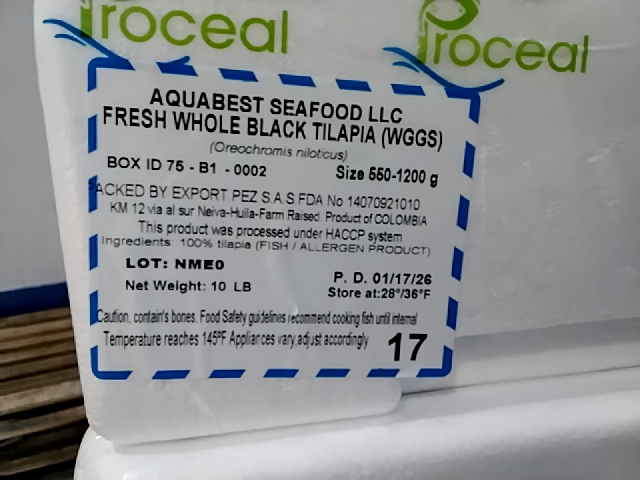 Proceal
Proceal
AQUABEST SEAFOOD LLC
FRESH WHOLE BLACK TILAPIA (WGGS)
(Oreochromis niloticus)
BOX ID 75 - B1 - 0002
Size 550-1200 g
PACKED BY EXPORT PEZ S.A.S FDA No 14070921010
KM 12 via al sur Neiva-Huila-Farm Raised. Product of COLOMBIA
This product was processed under HACCP system
Ingredients 100% tilapia (FISH / ALLERGEN PRODUCT)
LOT: NME0
P. D. 01/17/26
Net Weight: 10 LB
Store at:28°/36°F
Caution, contain's bones. Food Safety guidelines recommend cooking fish until internal
Temperature reaches 145ºF Appliances vary,adjust accordingly
17